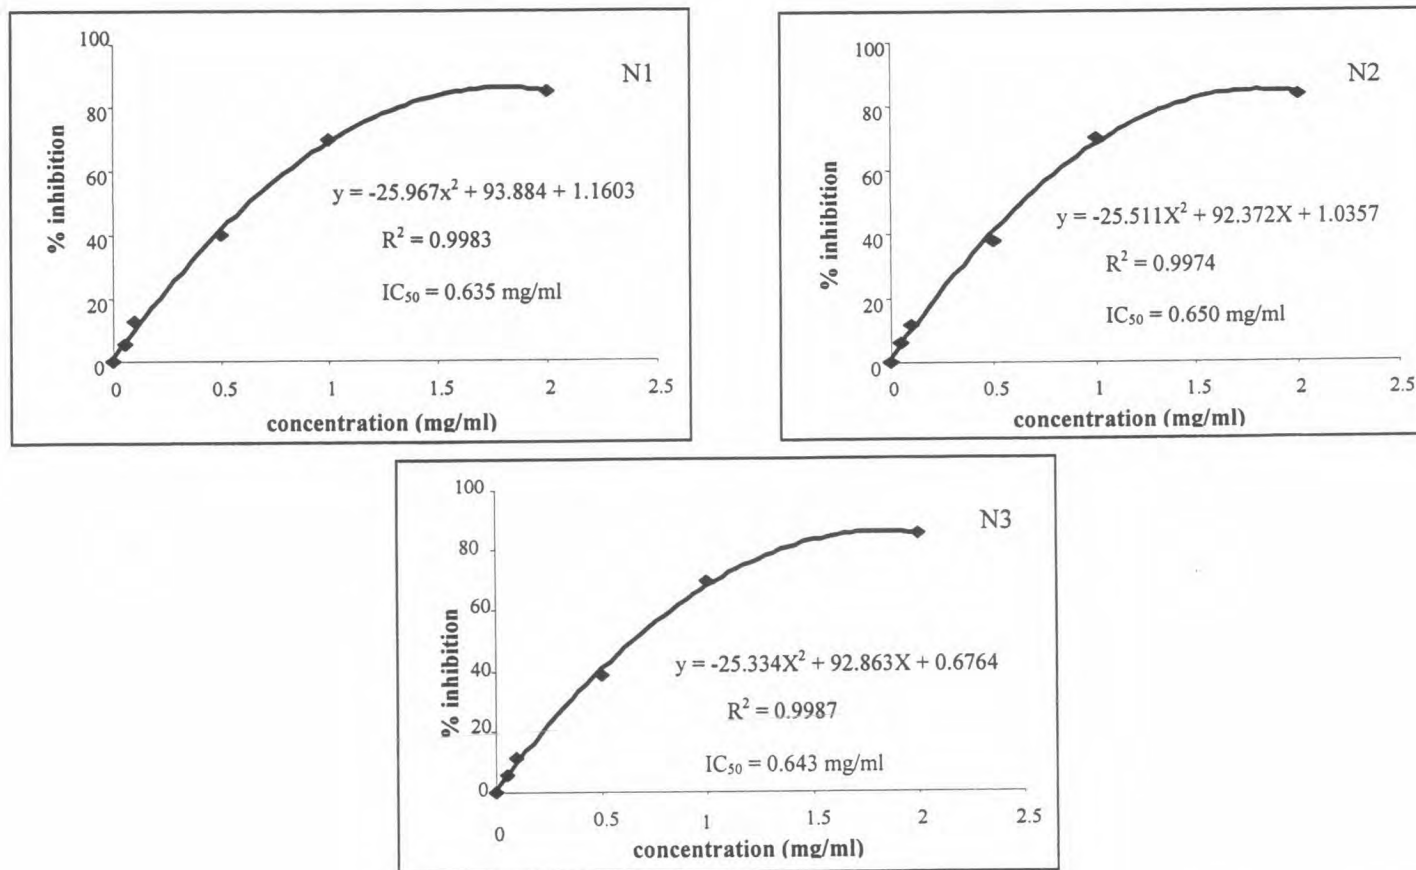 N1
% inhibition
100
80
60
40
20
0
y = -25.967x² + 93.884 + 1.1603
R² = 0.9983
IC₅₀ = 0.635 mg/ml
0 0.5 1 1.5 2 2.5
concentration (mg/ml)
N2
% inhibition
100
80
60
40
20
0
y = -25.511X² + 92.372X + 1.0357
R² = 0.9974
IC₅₀ = 0.650 mg/ml
0 0.5 1 1.5 2 2.5
concentration (mg/ml)
N3
% inhibition
100
80
60
40
20
0
y = -25.334X² + 92.863X + 0.6764
R² = 0.9987
IC₅₀ = 0.643 mg/ml
0 0.5 1 1.5 2 2.5
concentration (mg/ml)